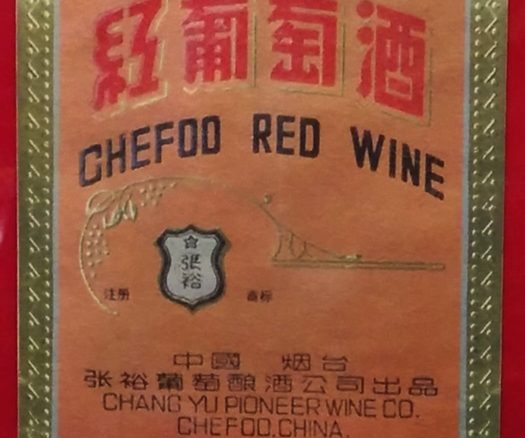 紅葡萄酒
CHEFOO RED WINE
張裕
注册 商标
中國 烟台
张裕葡萄酿酒公司出品
CHANG YU PIONEER WINE CO.
CHEFOO, CHINA.